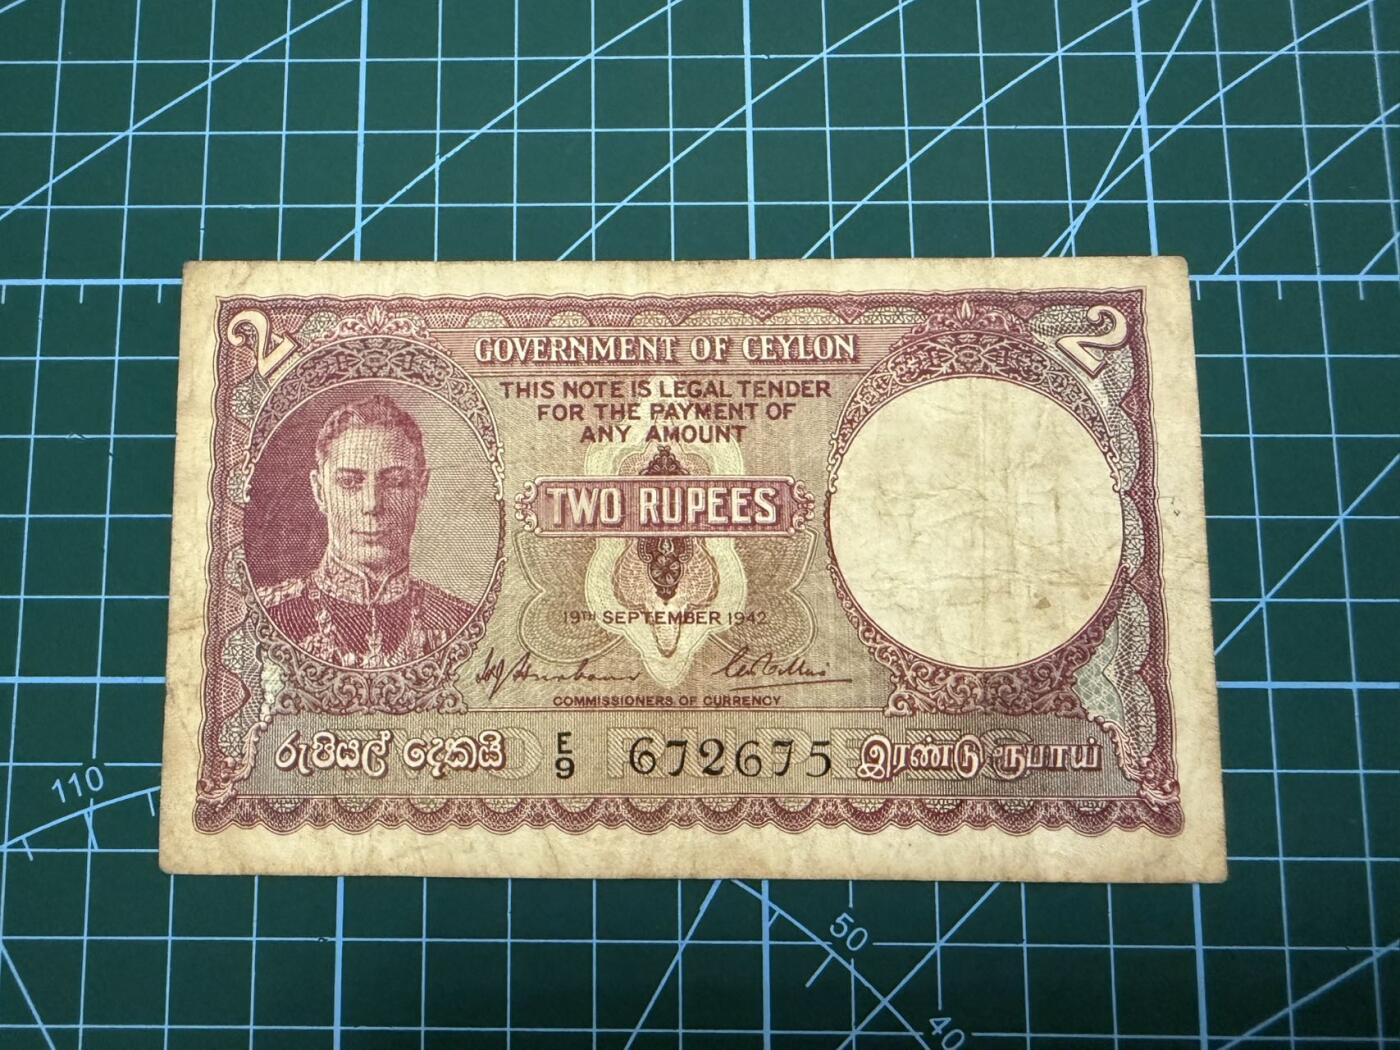 2 2
GOVERNMENT OF CEYLON
THIS NOTE IS LEGAL TENDER
FOR THE PAYMENT OF
ANY AMOUNT
TWO RUPEES
19TH SEPTEMBER 1942
COMMISSIONERS OF CURRENCY
රුපියල් දෙකයි E/9 672675 இரண்டு ரூபாய்
110
50
40